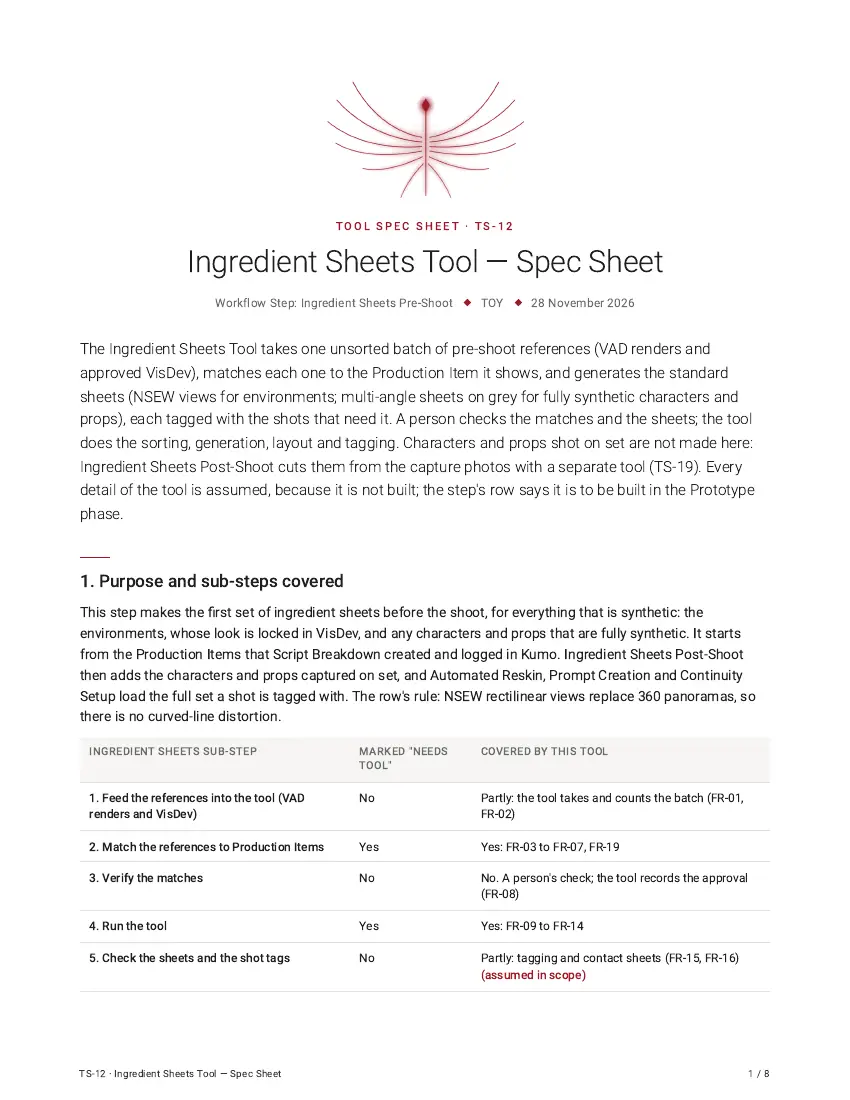 TOOL SPEC SHEET · TS-12
Ingredient Sheets Tool — Spec Sheet
Workflow Step: Ingredient Sheets Pre-Shoot ◆ TOY ◆ 28 November 2026
The Ingredient Sheets Tool takes one unsorted batch of pre-shoot references (VAD renders and
approved VisDev), matches each one to the Production Item it shows, and generates the standard
sheets (NSEW views for environments; multi-angle sheets on grey for fully synthetic characters and
props), each tagged with the shots that need it. A person checks the matches and the sheets; the tool
does the sorting, generation, layout and tagging. Characters and props shot on set are not made here:
Ingredient Sheets Post-Shoot cuts them from the capture photos with a separate tool (TS-19). Every
detail of the tool is assumed, because it is not built; the step's row says it is to be built in the Prototype
phase.
1. Purpose and sub-steps covered
This step makes the first set of ingredient sheets before the shoot, for everything that is synthetic: the
environments, whose look is locked in VisDev, and any characters and props that are fully synthetic. It starts
from the Production Items that Script Breakdown created and logged in Kumo. Ingredient Sheets Post-Shoot
then adds the characters and props captured on set, and Automated Reskin, Prompt Creation and Continuity
Setup load the full set a shot is tagged with. The row's rule: NSEW rectilinear views replace 360 panoramas, so
there is no curved-line distortion.
INGREDIENT SHEETS SUB-STEP MARKED "NEEDS COVERED BY THIS TOOL
TOOL"
1. Feed the references into the tool (VAD No Partly: the tool takes and counts the batch (FR-01,
renders and VisDev) FR-02)
2. Match the references to Production Items Yes Yes: FR-03 to FR-07, FR-19
3. Verify the matches No No. A person's check; the tool records the approval
(FR-08)
4. Run the tool Yes Yes: FR-09 to FR-14
5. Check the sheets and the shot tags No Partly: tagging and contact sheets (FR-15, FR-16)
(assumed in scope)
TS-12 · Ingredient Sheets Tool — Spec Sheet 1 / 8